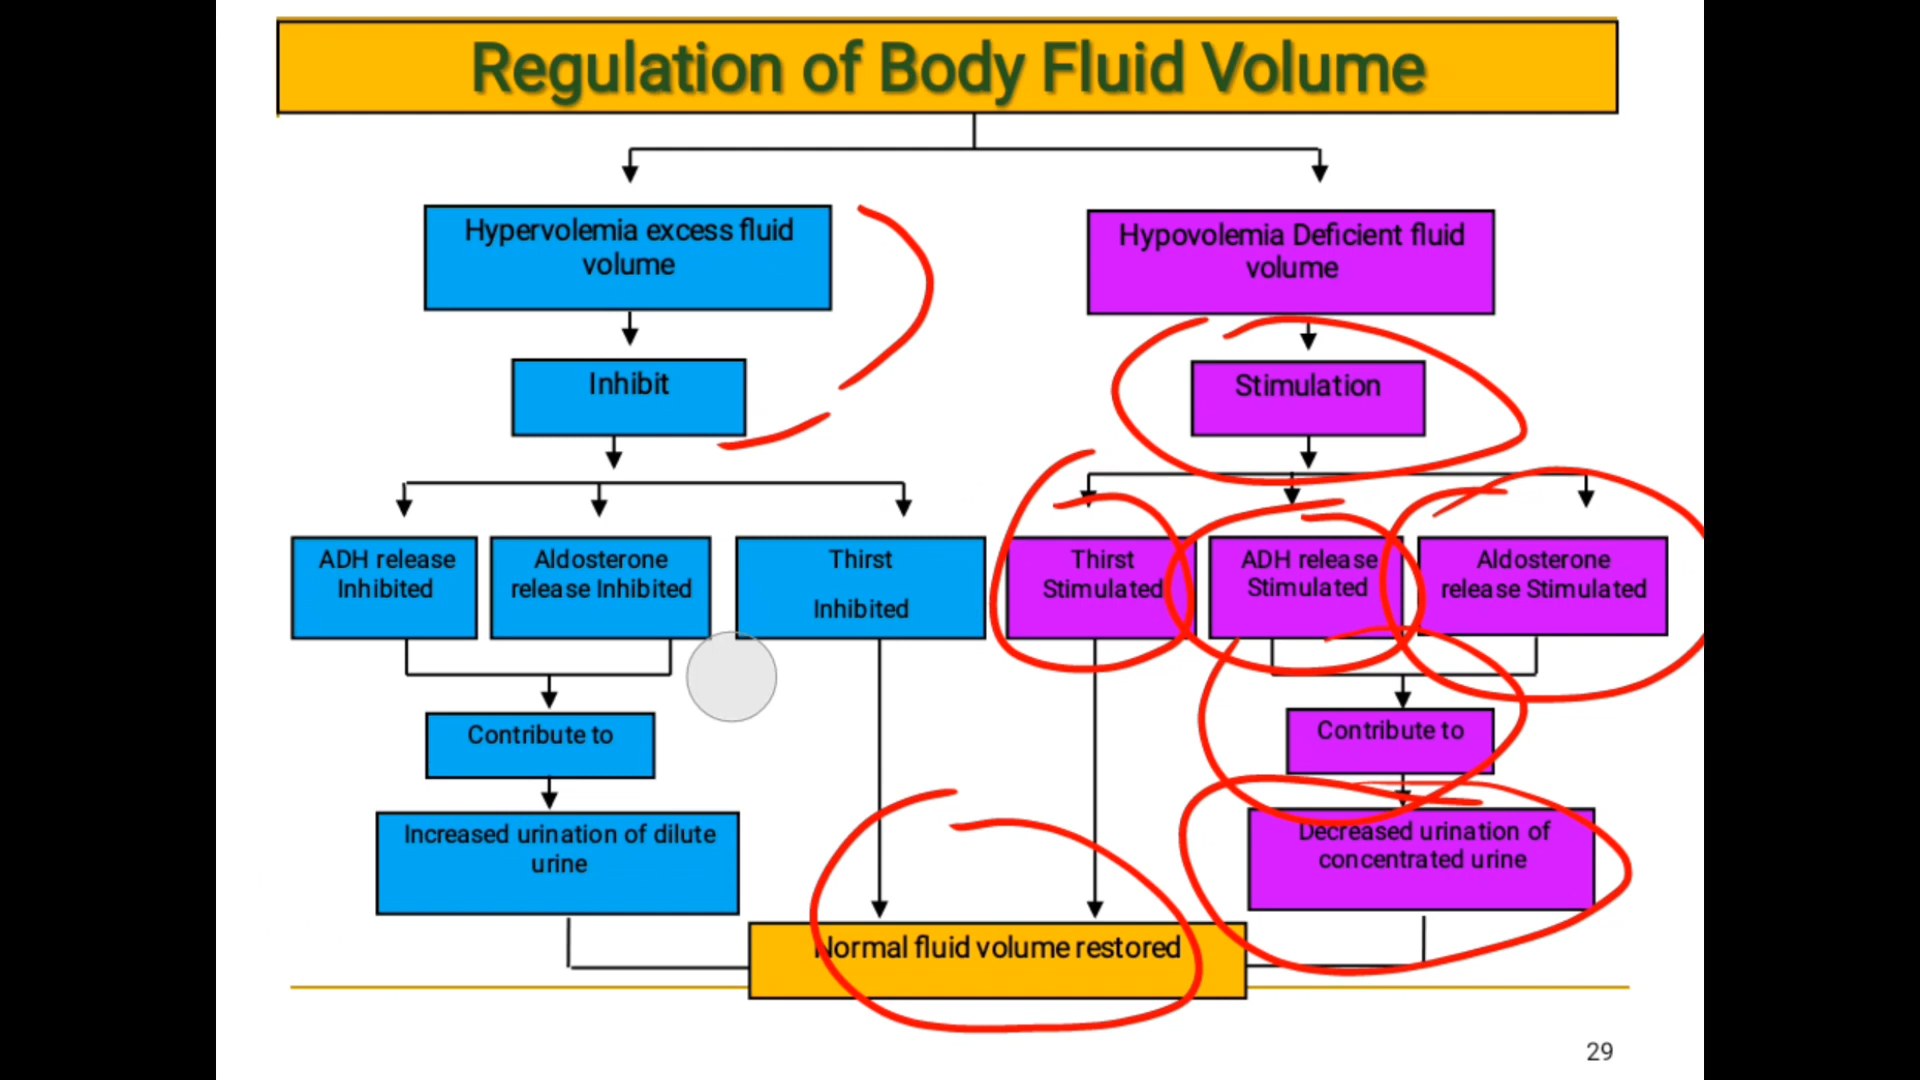 Regulation of Body Fluid Volume
Hypervolemia excess fluid
volume
Hypovolemia Deficient fluid
volume
Inhibit
Stimulation
ADH release
Inhibited
Aldosterone
release Inhibited
Thirst
Inhibited
Thirst
Stimulated
ADH release
Stimulated
Aldosterone
release Stimulated
Contribute to
Contribute to
Increased urination of dilute
urine
Decreased urination of
concentrated urine
Normal fluid volume restored
29